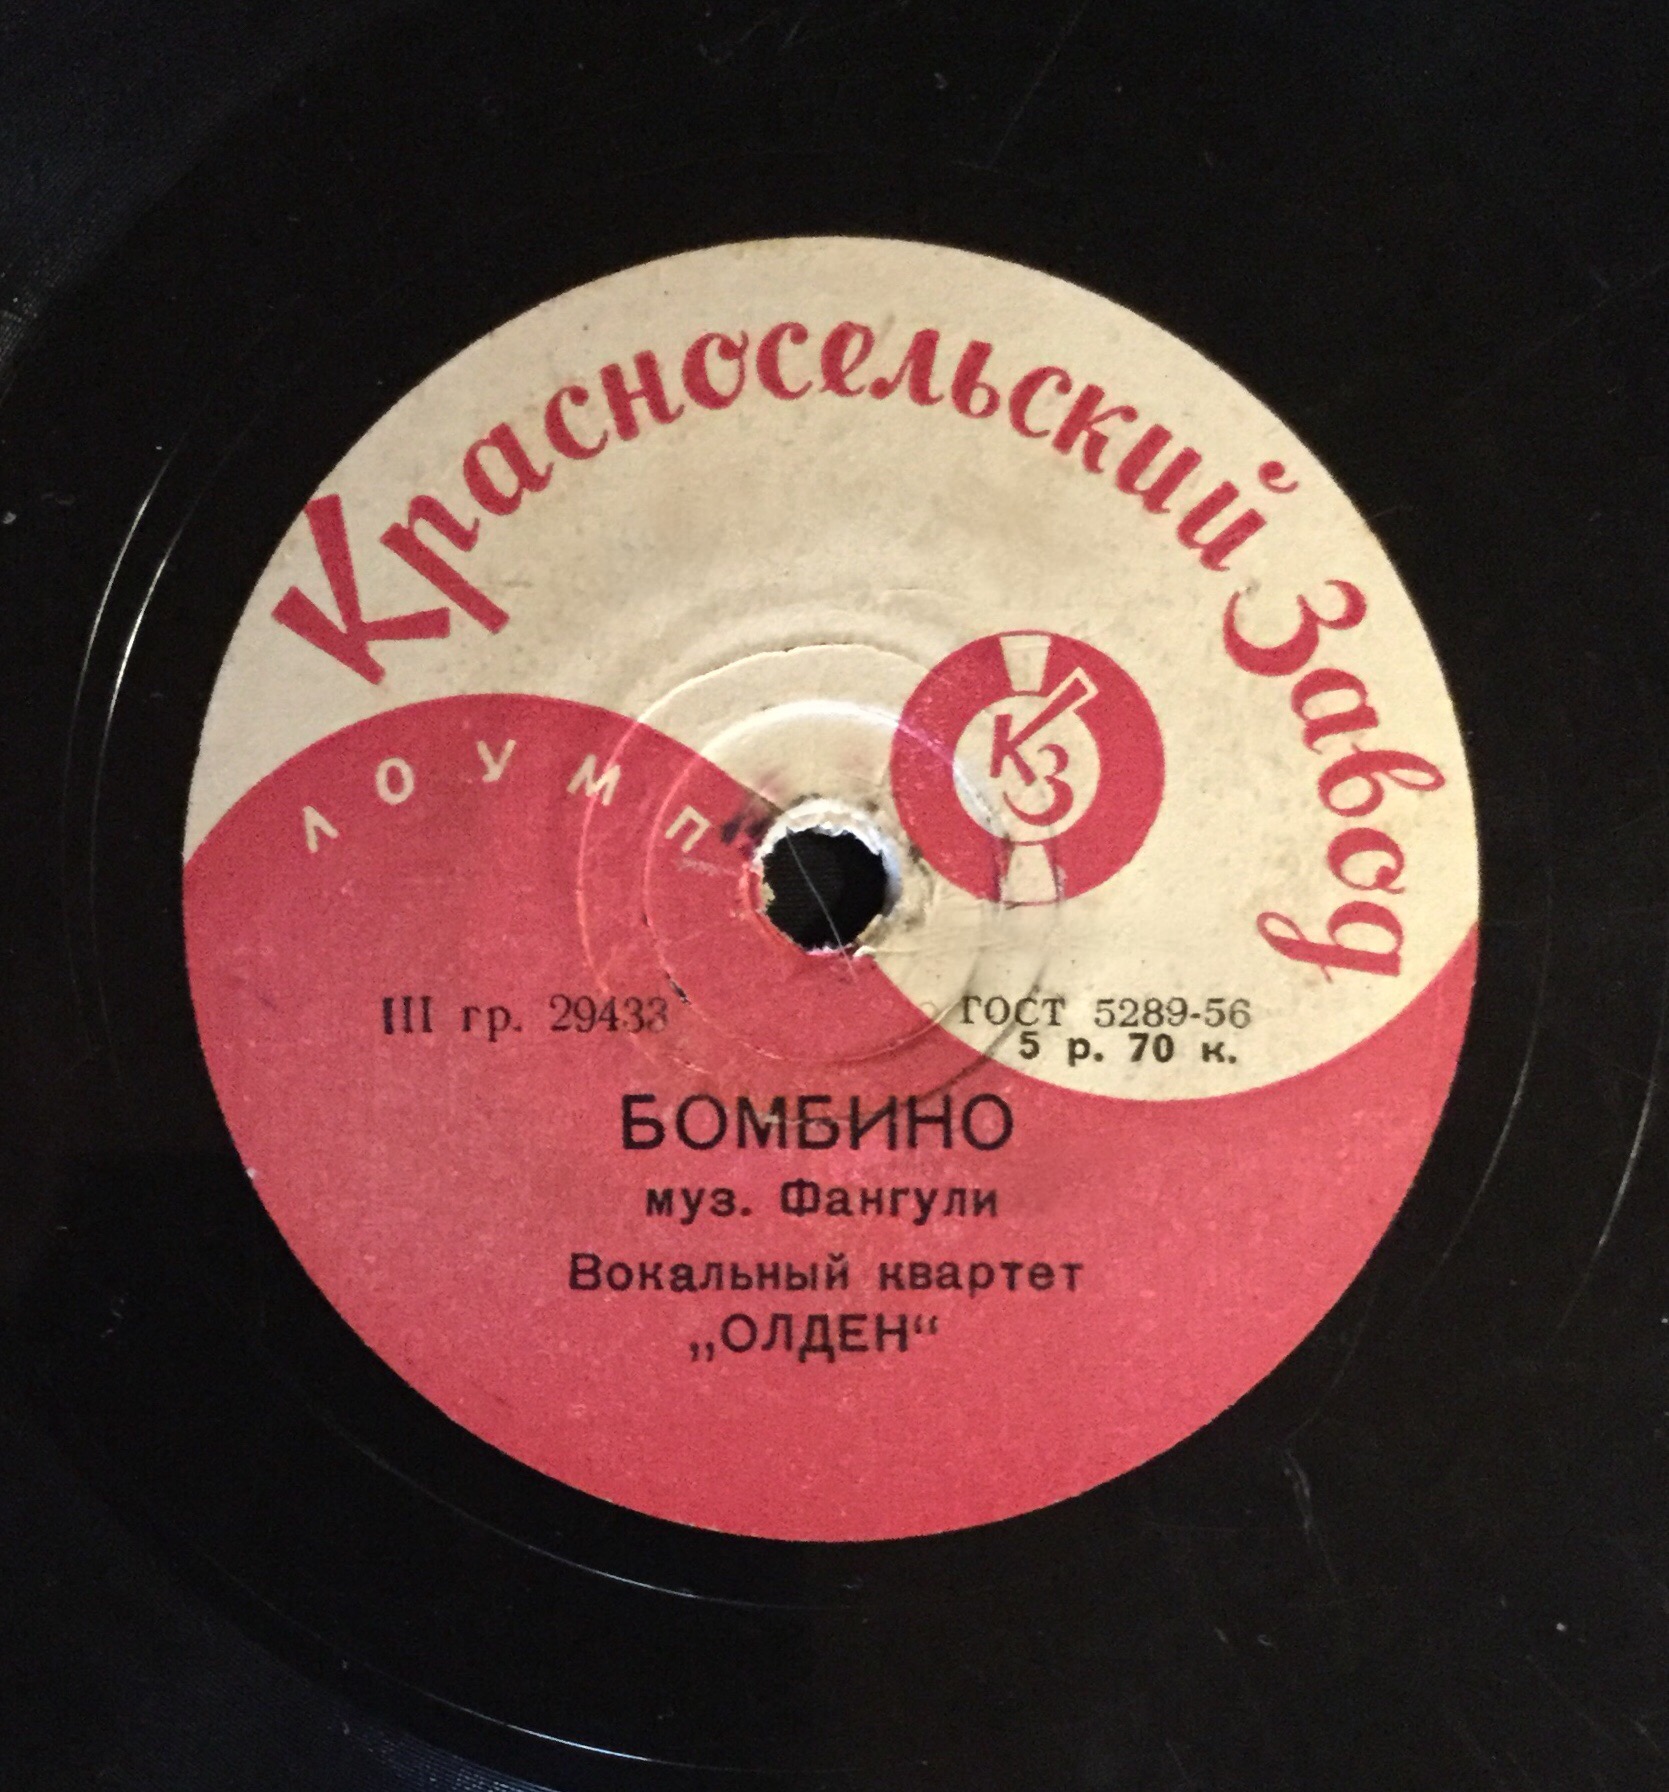 Красносельский Завод
ЛОУМП
КЗ
III гр. 29433
ГОСТ 5289-56
5 р. 70 к.
БОМБИНО
муз. Фангули
Вокальный квартет
„ОЛДЕН“